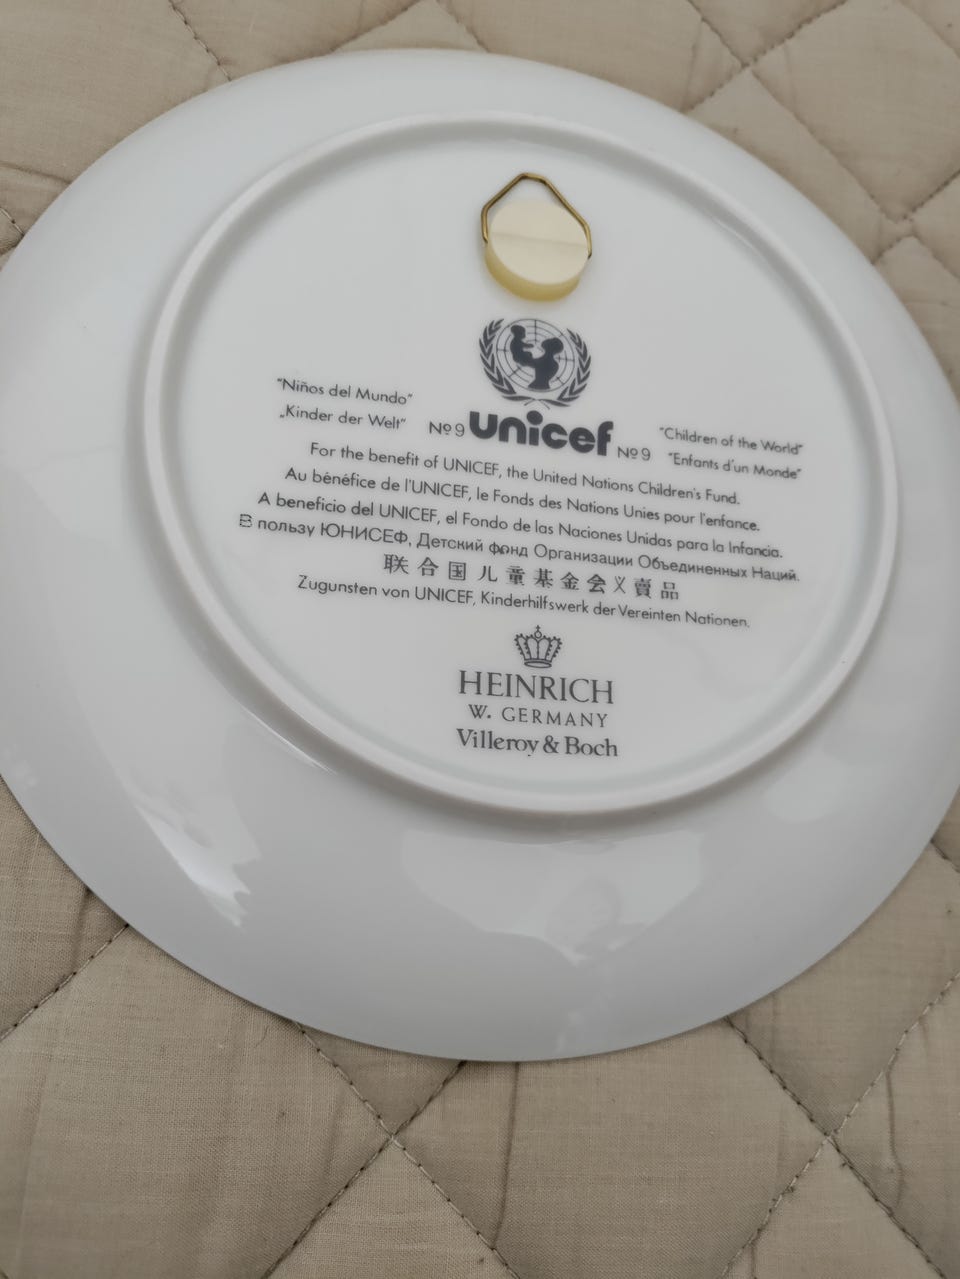 "Niños del Mundo"
„Kinder der Welt"
Nº 9 unicef Nº 9
"Children of the World"
"Enfants d'un Monde"
For the benefit of UNICEF, the United Nations Children's Fund.
Au bénéfice de l'UNICEF, le Fonds des Nations Unies pour l'enfance.
A beneficio del UNICEF, el Fondo de las Naciones Unidas para la Infancia.
В пользу ЮНИСЕФ, Детский фонд Организации Объединенных Наций.
联合国儿童基金会义賣品
Zugunsten von UNICEF, Kinderhilfswerk der Vereinten Nationen.
HEINRICH
W. GERMANY
Villeroy & Boch